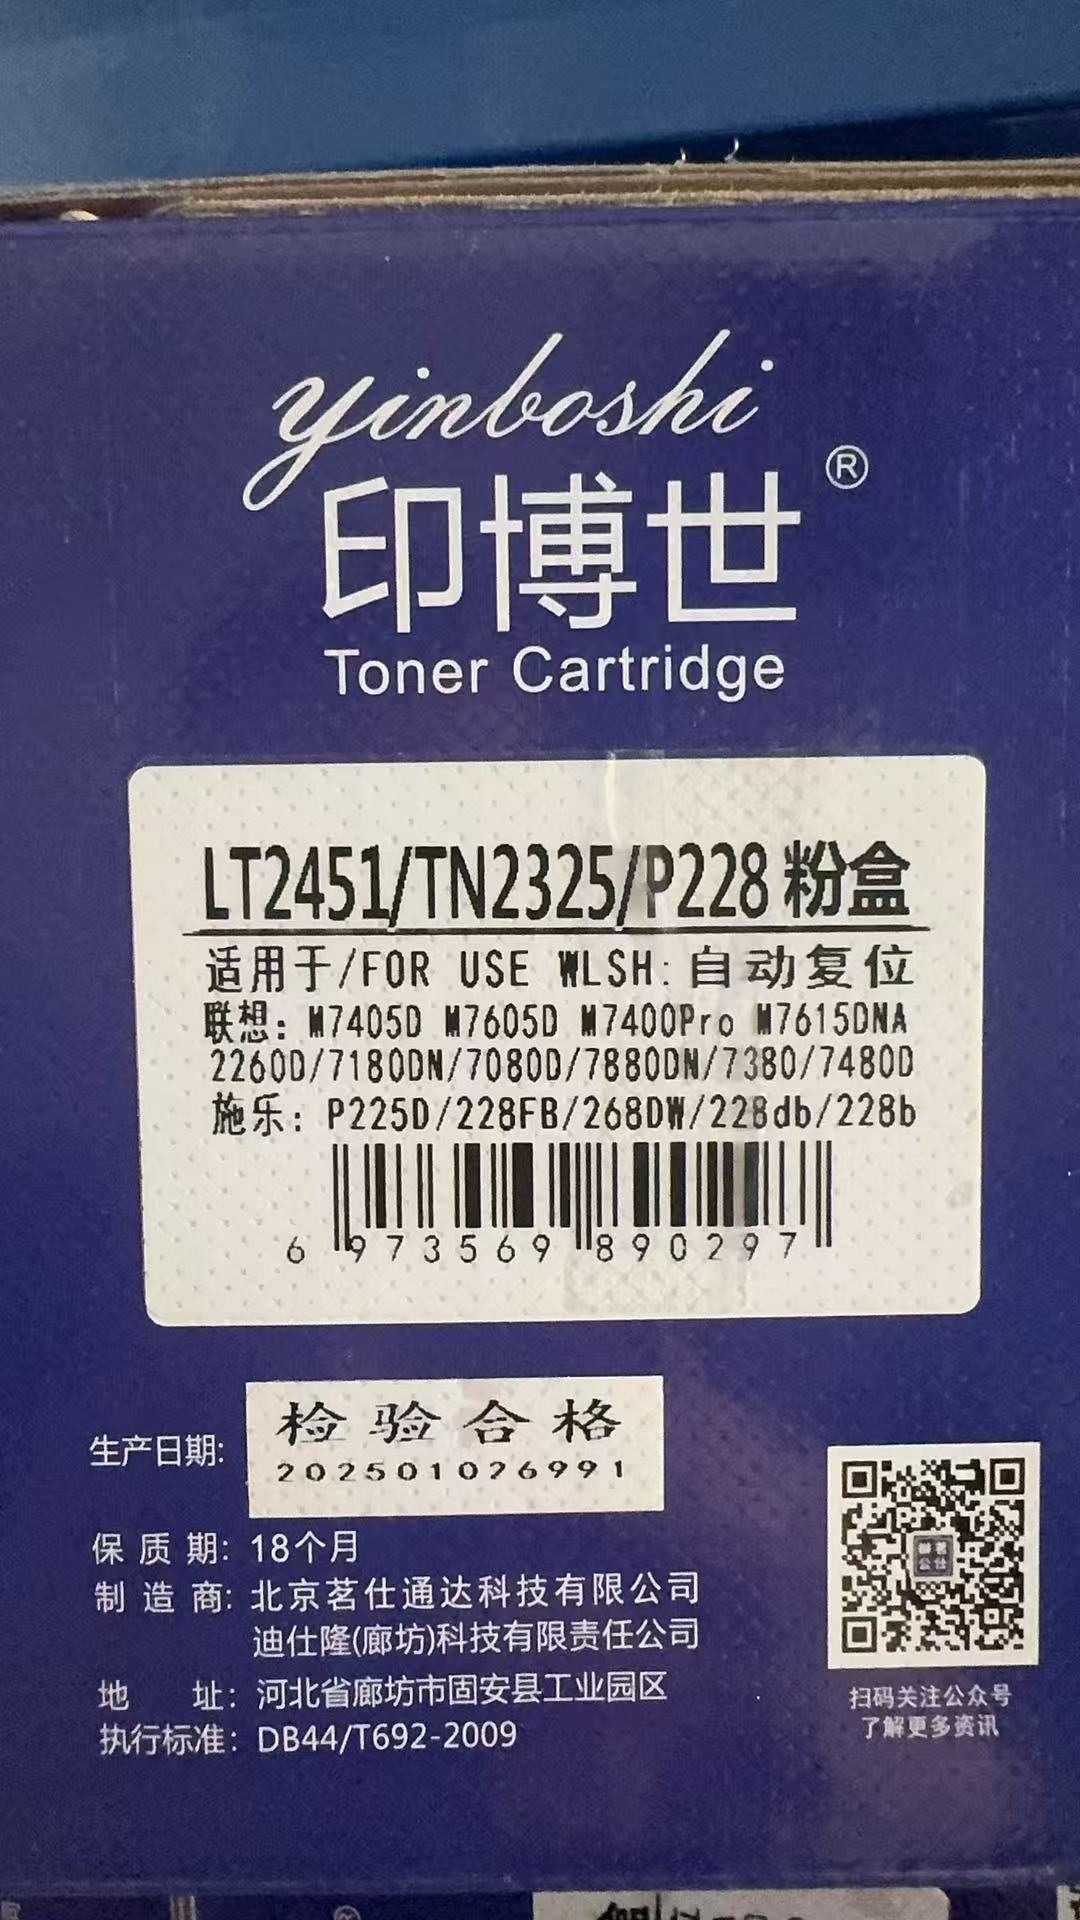 yinboshi
印博世®
Toner Cartridge
LT2451/TN2325/P228 粉盒
适用于/FOR USE WLSH: 自动复位
联想: M7405D M7605D M7400Pro M7615DNA
2260D/7180DN/7080D/7880DN/7380/7480D
施乐: P225D/228FB/268DW/228db/228b
6 973569 890297
生产日期: 检验合格
202501026991
保质期: 18个月
制造商: 北京茗仕通达科技有限公司
迪仕隆(廊坊)科技有限责任公司
地址: 河北省廊坊市固安县工业园区
执行标准: DB44/T692-2009
扫码关注公众号
了解更多资讯